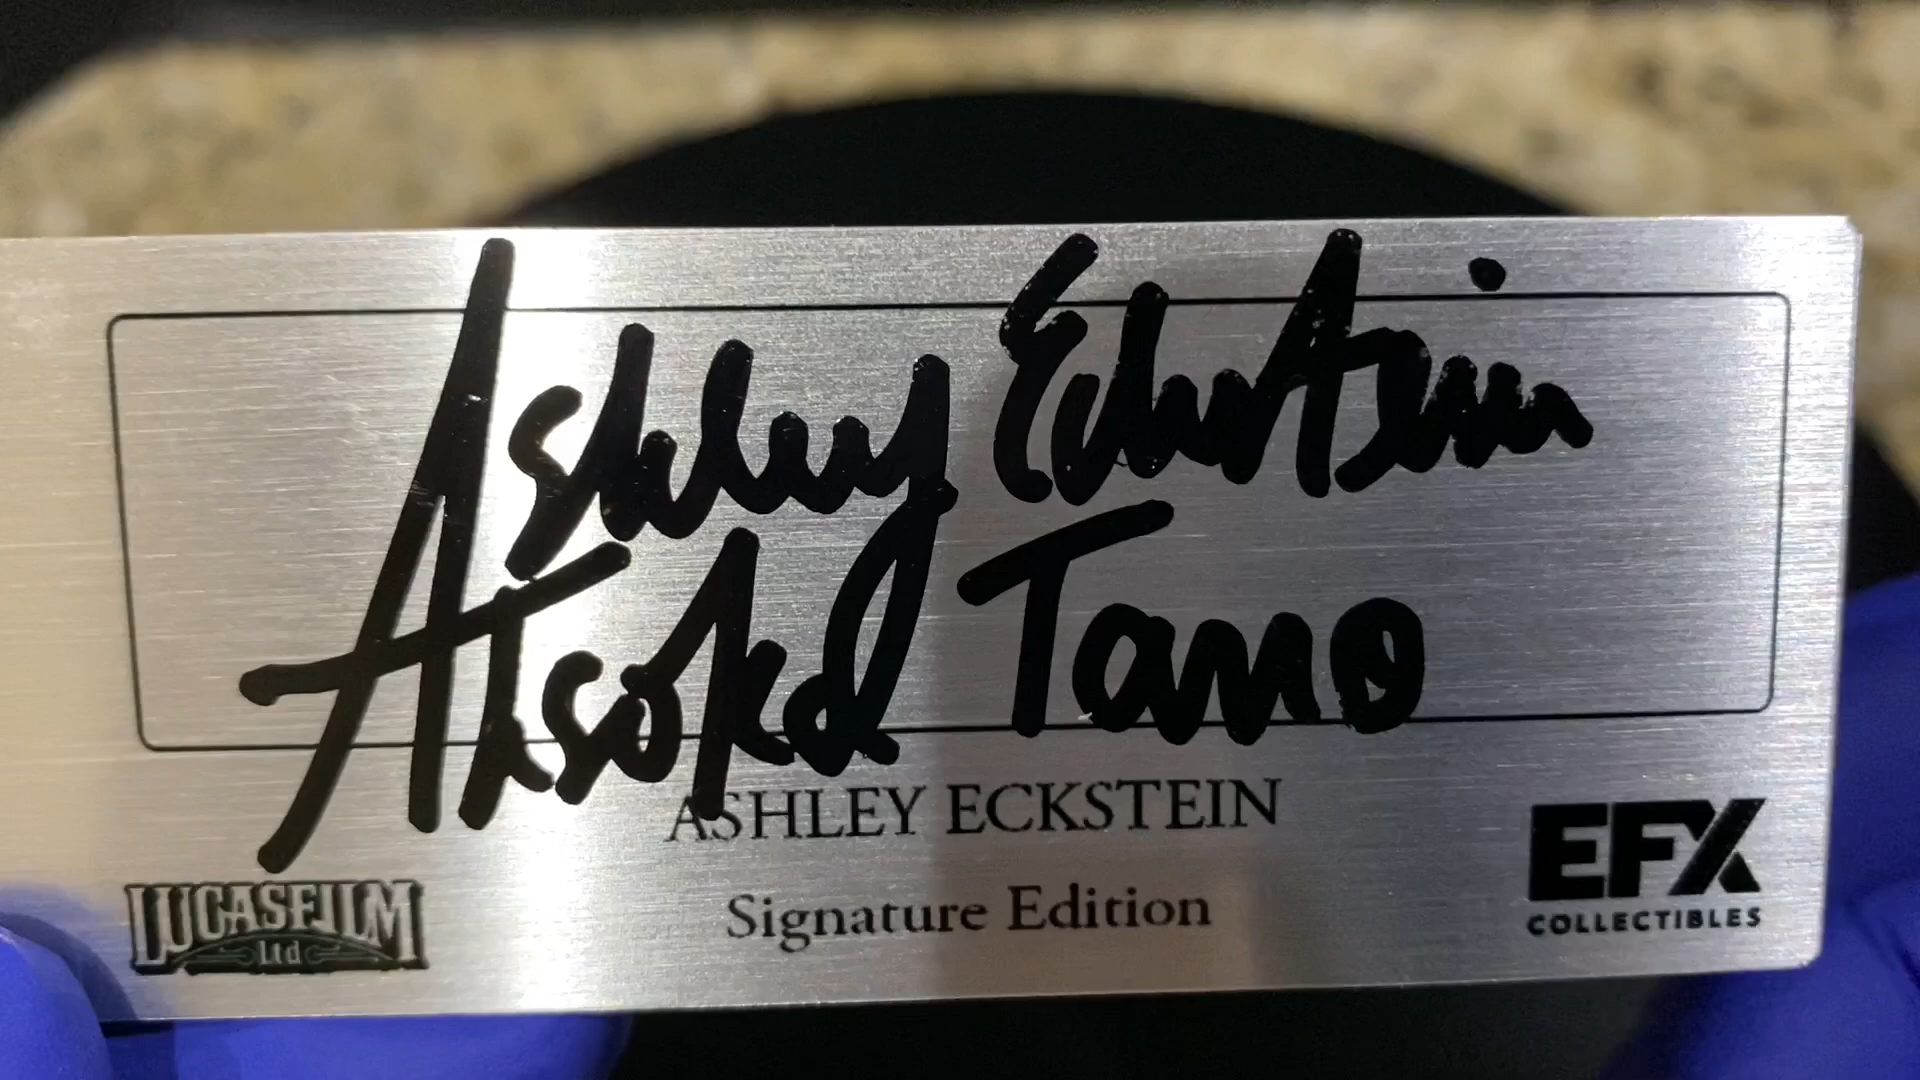 Ashley Eckstein
Ahsoka Tano
ASHLEY ECKSTEIN
Signature Edition
LUCASFILM
Ltd
EFX
COLLECTIBLES